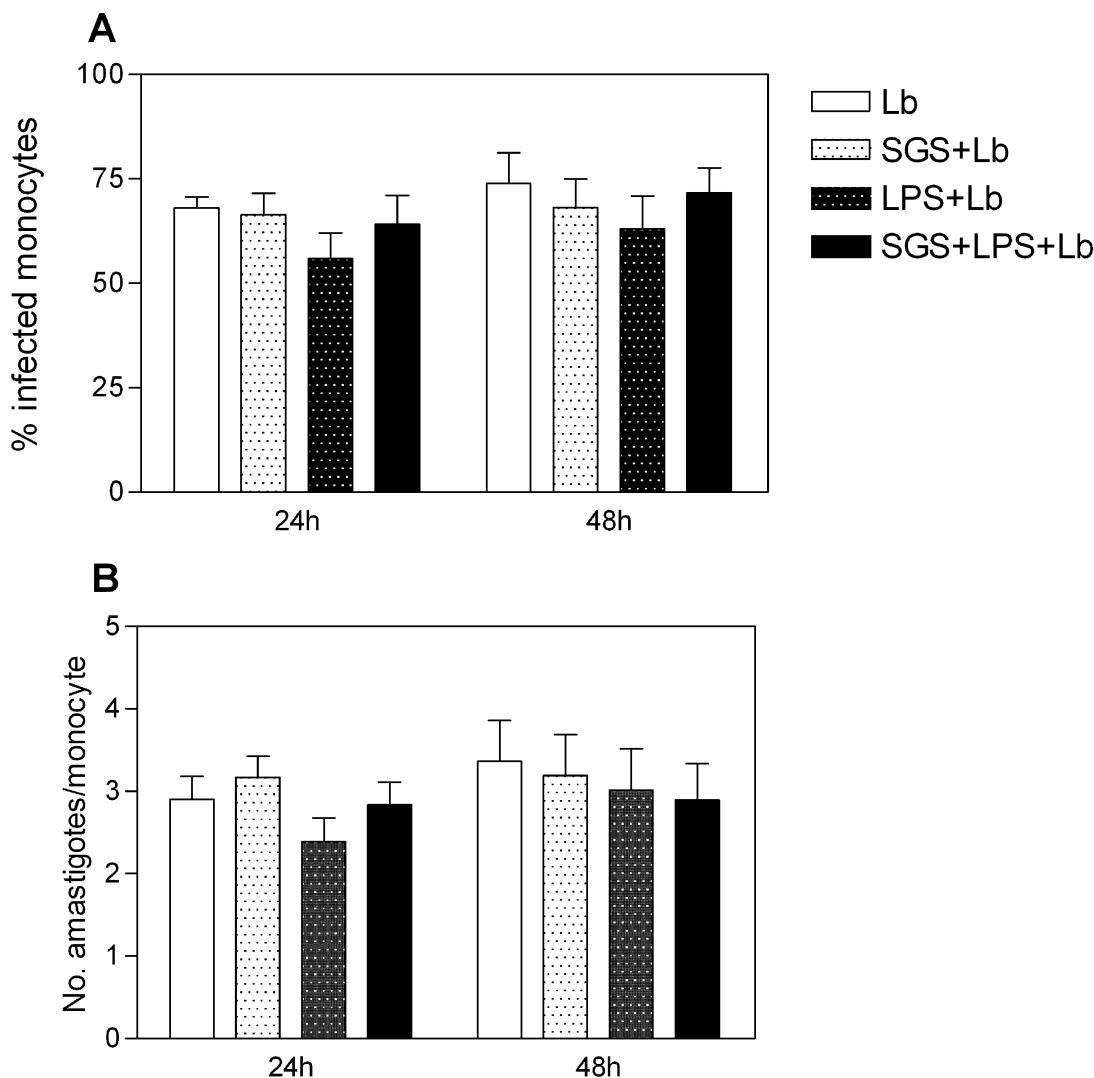 A
% infected monocytes
100
75
50
25
0
24h
48h
Lb
SGS+Lb
LPS+Lb
SGS+LPS+Lb
B
No. amastigotes/monocyte
5
4
3
2
1
0
24h
48h